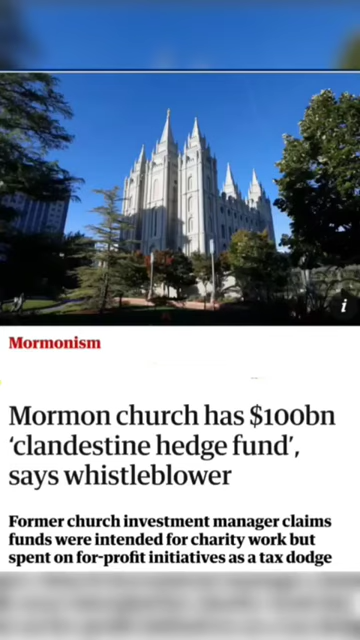 i
Mormonism
Mormon church has $100bn
‘clandestine hedge fund’,
says whistleblower
Former church investment manager claims
funds were intended for charity work but
spent on for-profit initiatives as a tax dodge